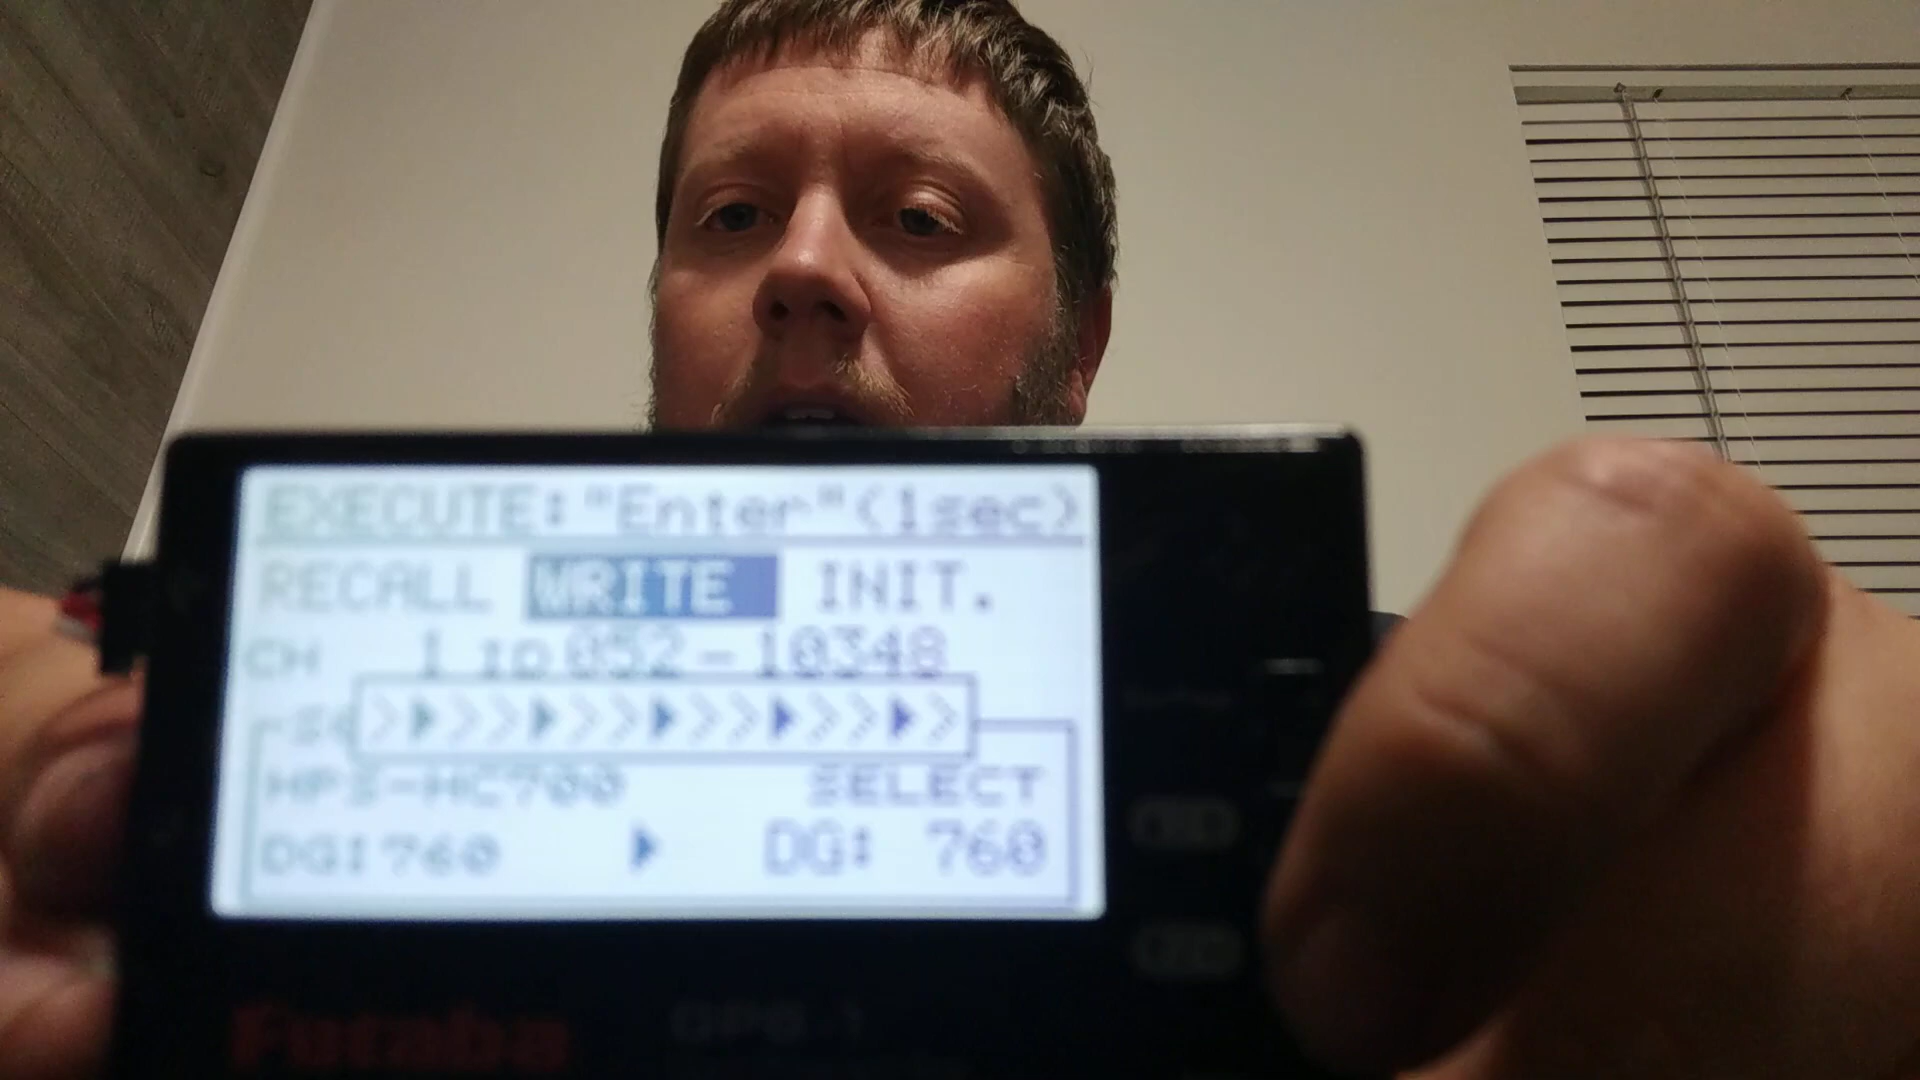 EXECUTE:"Enter"(1sec)
RECALL WRITE INIT.
CH 1 ID 052-10348
HPS-HC700 SELECT
DG:760 DG: 760
Futaba